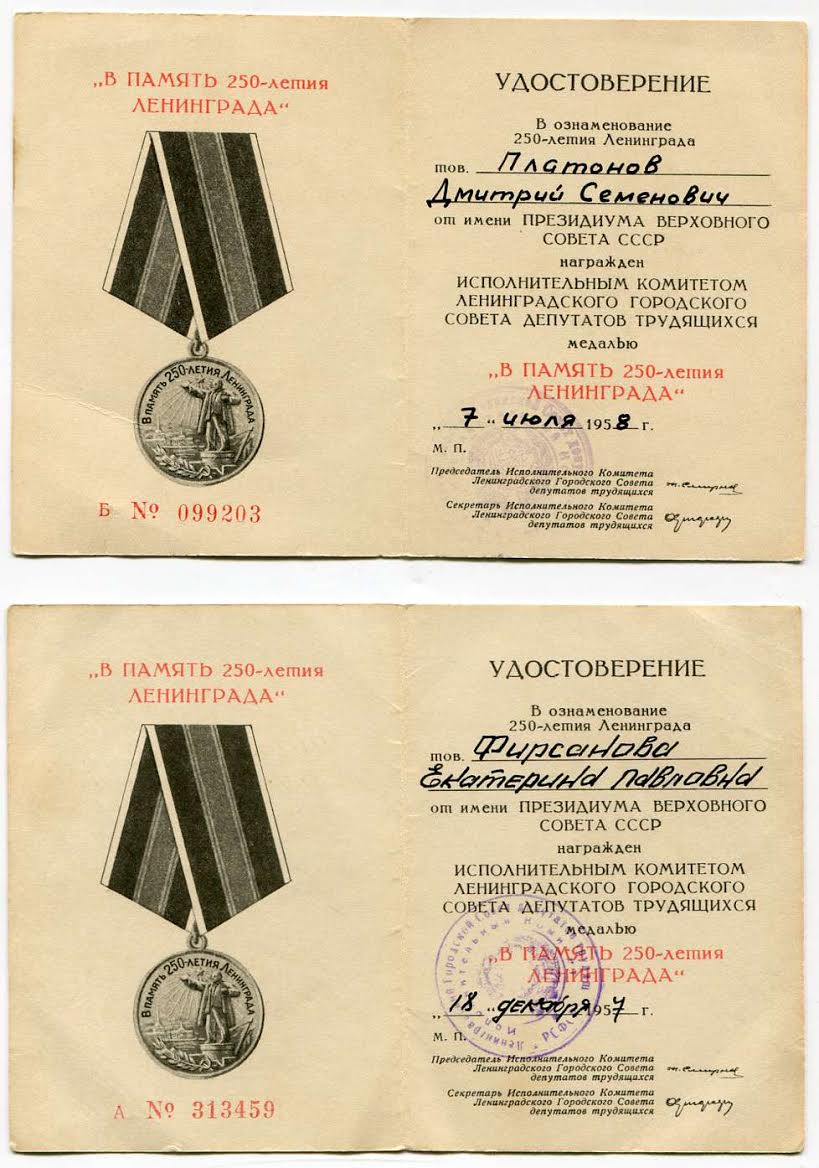 „В ПАМЯТЬ 250-летия
ЛЕНИНГРАДА“
В ПАМЯТЬ 250-ЛЕТИЯ ЛЕНИНГРАДА
Б № 099203
УДОСТОВЕРЕНИЕ
В ознаменование
250-летия Ленинграда
тов. Платонов
Дмитрий Семенович
от имени ПРЕЗИДИУМА ВЕРХОВНОГО
СОВЕТА СССР
награжден
ИСПОЛНИТЕЛЬНЫМ КОМИТЕТОМ
ЛЕНИНГРАДСКОГО ГОРОДСКОГО
СОВЕТА ДЕПУТАТОВ ТРУДЯЩИХСЯ
медалью
„В ПАМЯТЬ 250-летия
ЛЕНИНГРАДА“
„ 7 “ июля 1958 г.
М. П.
Председатель Исполнительного Комитета
Ленинградского Городского Совета
депутатов трудящихся
Секретарь Исполнительного Комитета
Ленинградского Городского Совета
депутатов трудящихся
„В ПАМЯТЬ 250-летия
ЛЕНИНГРАДА“
В ПАМЯТЬ 250-ЛЕТИЯ ЛЕНИНГРАДА
А № 313459
УДОСТОВЕРЕНИЕ
В ознаменование
250-летия Ленинграда
тов. Фирсанова
Екатерина Павловна
от имени ПРЕЗИДИУМА ВЕРХОВНОГО
СОВЕТА СССР
награжден
ИСПОЛНИТЕЛЬНЫМ КОМИТЕТОМ
ЛЕНИНГРАДСКОГО ГОРОДСКОГО
СОВЕТА ДЕПУТАТОВ ТРУДЯЩИХСЯ
медалью
„В ПАМЯТЬ 250-летия
ЛЕНИНГРАДА“
„ 18 “ декабря 1957 г.
М. П.
Председатель Исполнительного Комитета
Ленинградского Городского Совета
депутатов трудящихся
Секретарь Исполнительного Комитета
Ленинградского Городского Совета
депутатов трудящихся